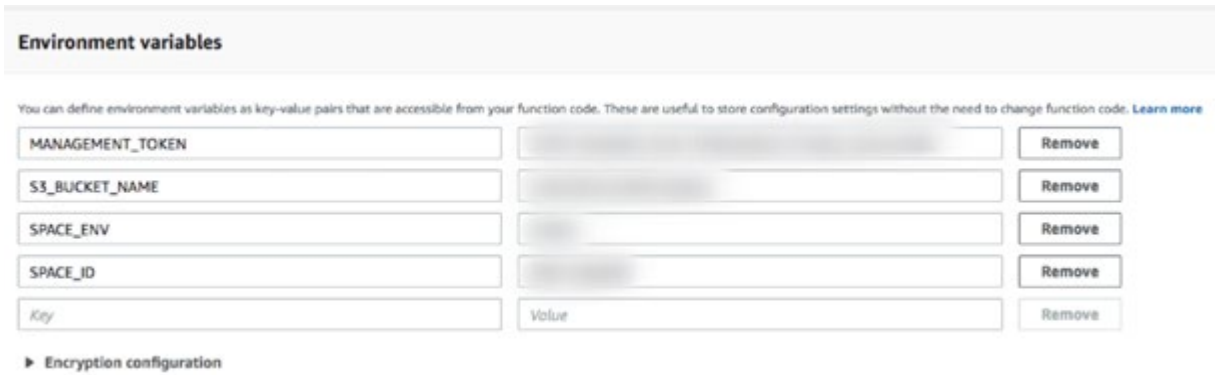 Environment variables
You can define environment variables as key-value pairs that are accessible from your function code. These are useful to store configuration settings without the need to change function code. Learn more
MANAGEMENT_TOKEN Remove
S3_BUCKET_NAME Remove
SPACE_ENV Remove
SPACE_ID Remove
Key Value Remove
Encryption configuration